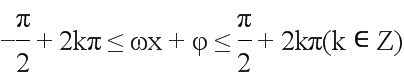 −π/2 + 2kπ ≤ ωx + φ ≤ π/2 + 2kπ(k ∈ Z)